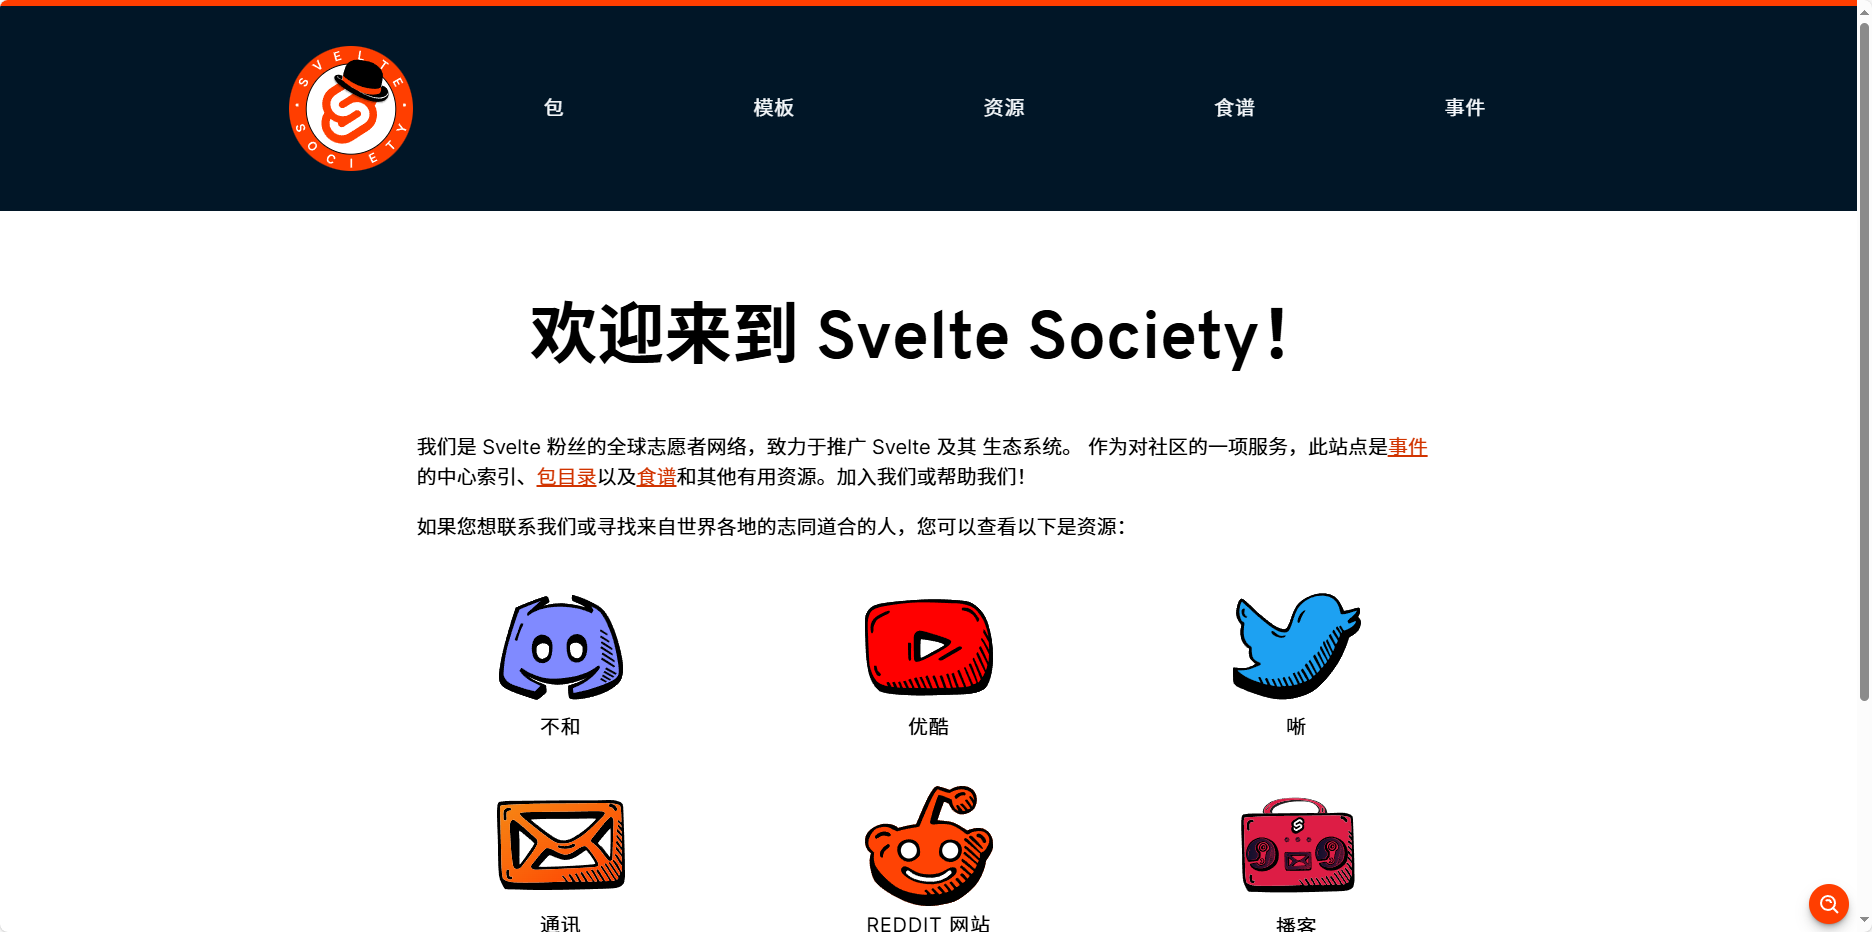 SVELTE SOCIETY
包 模板 资源 食谱 事件
欢迎来到 Svelte Society！
我们是 Svelte 粉丝的全球志愿者网络，致力于推广 Svelte 及其 生态系统。 作为对社区的一项服务，此站点是事件
的中心索引、包目录以及食谱和其他有用资源。加入我们或帮助我们！
如果您想联系我们或寻找来自世界各地的志同道合的人，您可以查看以下是资源：
不和 优酷 唽
通讯 REDDIT 网站 播客